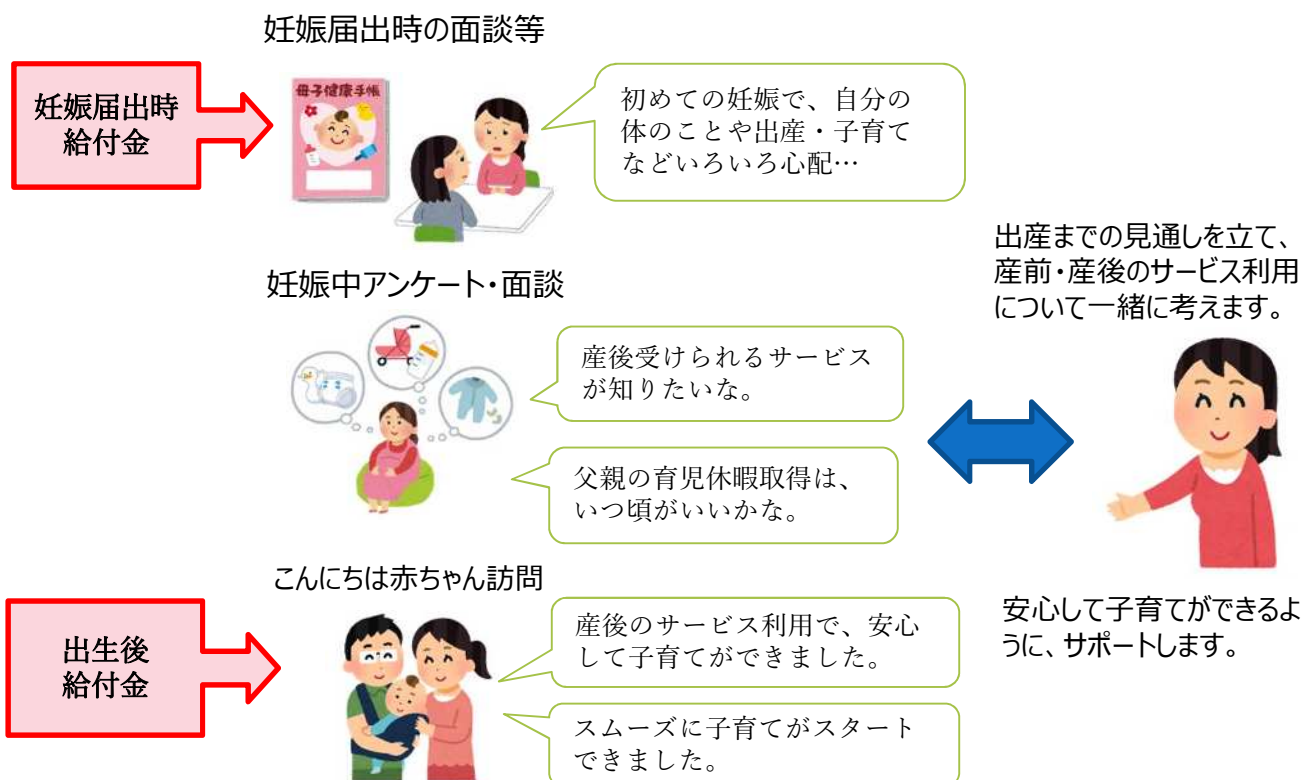 妊娠届出時の面談等
妊娠届出時
給付金
母子健康手帳
初めての妊娠で、自分の
体のことや出産・子育て
などいろいろ心配…
出産までの見通しを立て、
産前・産後のサービス利用
について一緒に考えます。
妊娠中アンケート・面談
産後受けられるサービス
が知りたいな。
父親の育児休暇取得は、
いつ頃がいいかな。
こんにちは赤ちゃん訪問
出生後
給付金
産後のサービス利用で、安心
して子育てができました。
スムーズに子育てがスタート
できました。
安心して子育てができるよ
うに、サポートします。